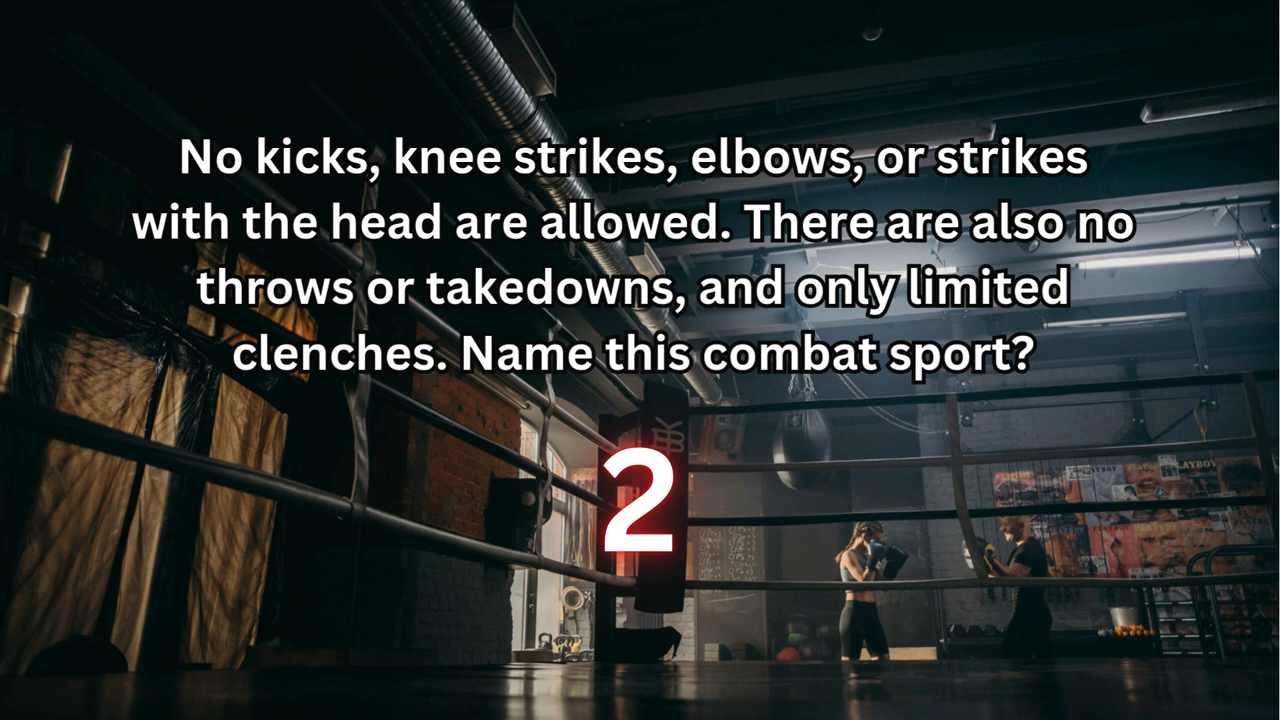 No kicks, knee strikes, elbows, or strikes
with the head are allowed. There are also no
throws or takedowns, and only limited
clenches. Name this combat sport?
2
PLAYBOY